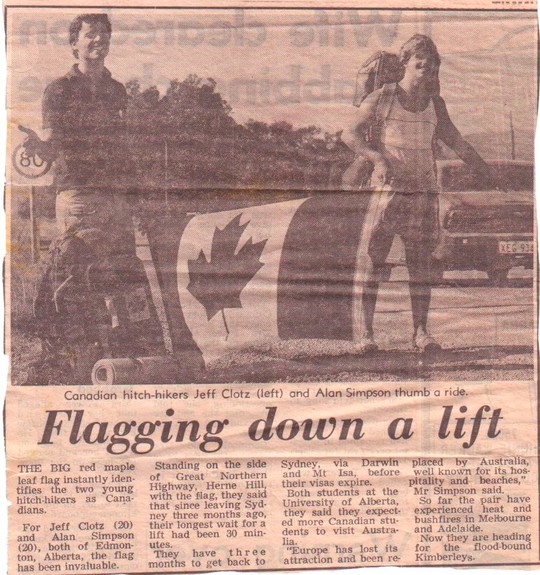 80
XEG 931
Canadian hitch-hikers Jeff Clotz (left) and Alan Simpson thumb a ride.
Flagging down a lift
THE BIG red maple
leaf flag instantly iden-
tifies the two young
hitch-hikers as Cana-
dians.
For Jeff Clotz (20)
and Alan Simpson
(20), both of Edmon-
ton, Alberta, the flag
has been invaluable.
Standing on the side
of Great Northern
Highway, Herne Hill,
with the flag, they said
that since leaving Syd-
ney three months ago,
their longest wait for a
lift had been 30 min-
utes.
They have three
months to get back to
Sydney, via Darwin
and Mt Isa, before
their visas expire.
Both students at the
University of Alberta,
they said they expect-
ed more Canadian stu-
dents to visit Austra-
lia.
"Europe has lost its
attraction and been re-
placed by Australia,
well known for its hos-
pitality and beaches,"
Mr Simpson said.
So far the pair have
experienced heat and
bushfires in Melbourne
and Adelaide.
Now they are heading
for the flood-bound
Kimberleys.